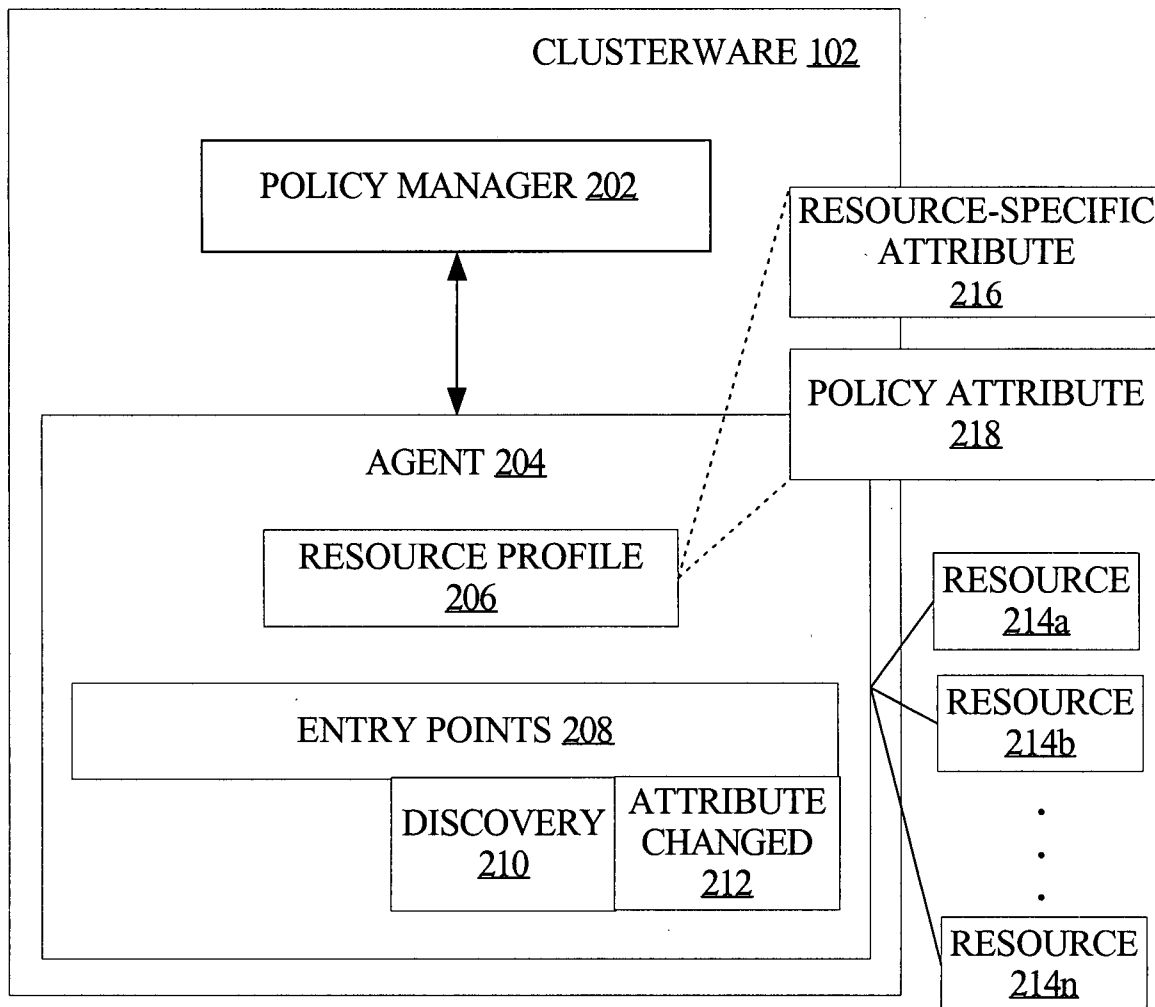 CLUSTERWARE 102
POLICY MANAGER 202
RESOURCE-SPECIFIC
ATTRIBUTE
216
POLICY ATTRIBUTE
218
AGENT 204
RESOURCE PROFILE
206
RESOURCE
214a
RESOURCE
214b
ENTRY POINTS 208
DISCOVERY
210
ATTRIBUTE
CHANGED
212
RESOURCE
214n